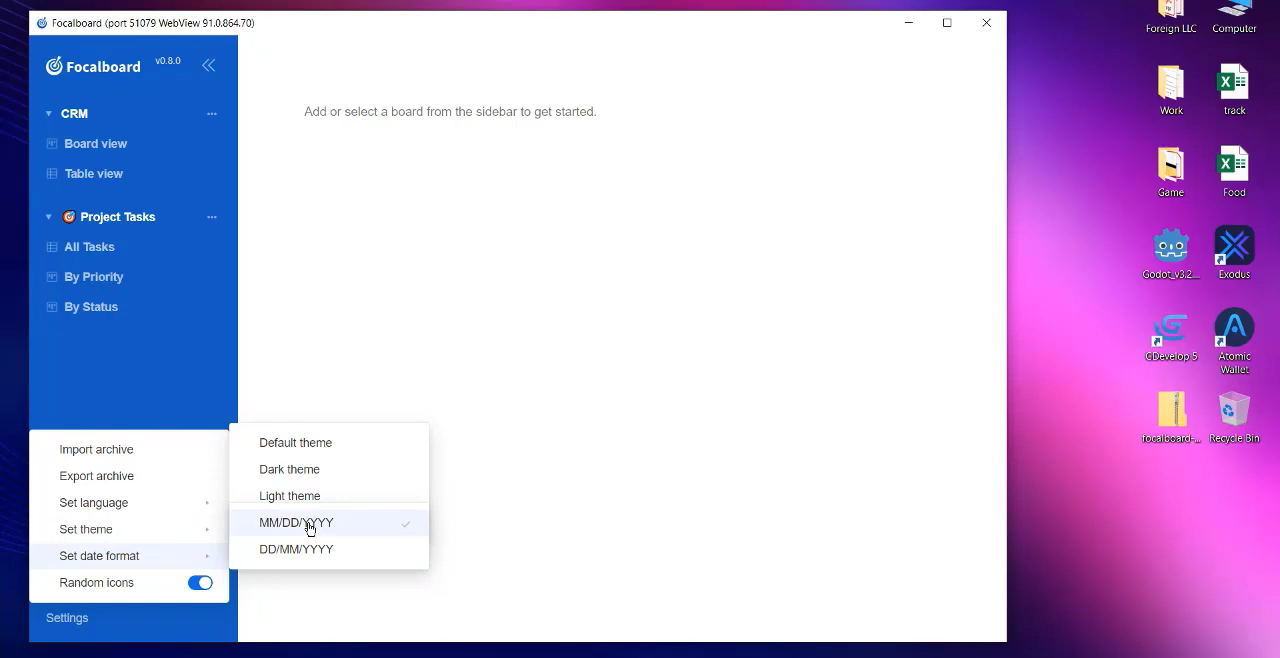 Focalboard (port 51079 WebView 91.0.864.70)
Focalboard v0.8.0
CRM
Board view
Table view
Project Tasks
All Tasks
By Priority
By Status
Add or select a board from the sidebar to get started.
Import archive
Export archive
Set language
Set theme
Set date format
Random icons
Settings
Default theme
Dark theme
Light theme
MM/DD/YYYY
DD/MM/YYYY
Foreign LLC
Computer
Work
track
Game
Food
Godot_v3.2...
Exodus
GDevelop 5
Atomic
Wallet
focalboard-...
Recycle Bin